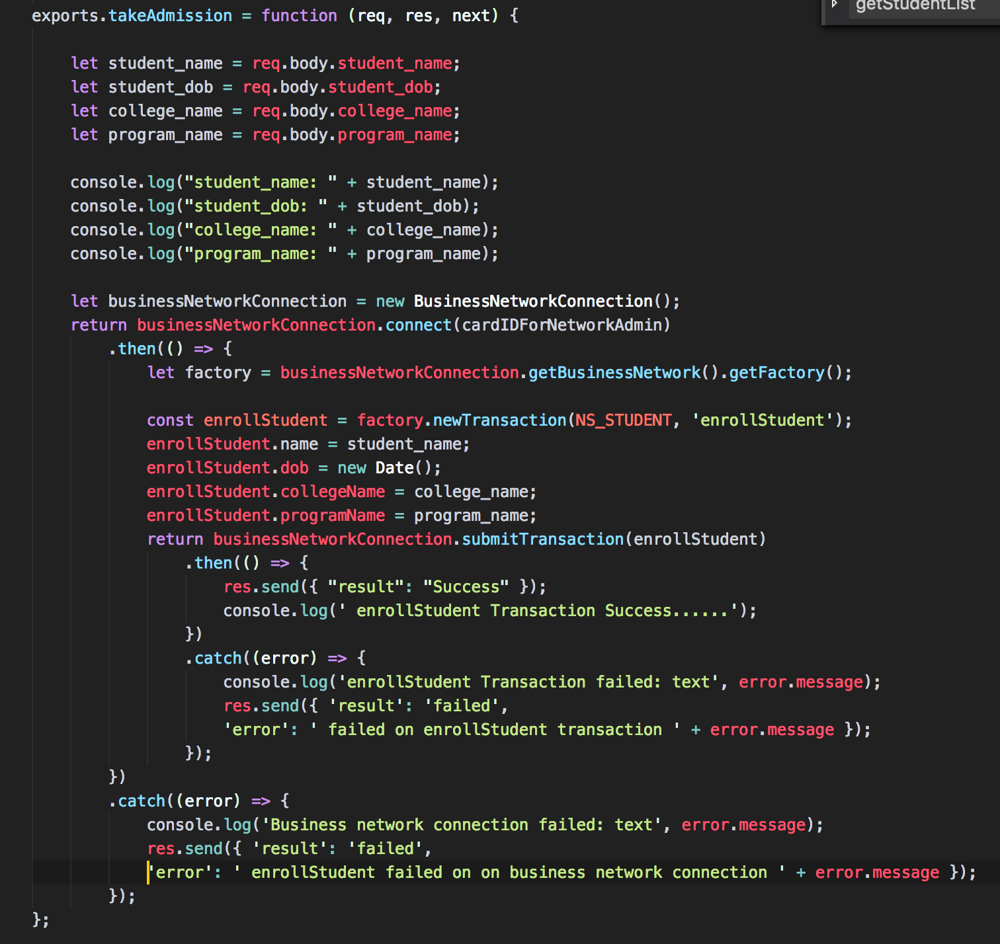 getStudentList
exports.takeAdmission = function (req, res, next) {
let student_name = req.body.student_name;
let student_dob = req.body.student_dob;
let college_name = req.body.college_name;
let program_name = req.body.program_name;
console.log("student_name: " + student_name);
console.log("student_dob: " + student_dob);
console.log("college_name: " + college_name);
console.log("program_name: " + program_name);
let businessNetworkConnection = new BusinessNetworkConnection();
return businessNetworkConnection.connect(cardIDForNetworkAdmin)
.then(() => {
let factory = businessNetworkConnection.getBusinessNetwork().getFactory();
const enrollStudent = factory.newTransaction(NS_STUDENT, 'enrollStudent');
enrollStudent.name = student_name;
enrollStudent.dob = new Date();
enrollStudent.collegeName = college_name;
enrollStudent.programName = program_name;
return businessNetworkConnection.submitTransaction(enrollStudent)
.then(() => {
res.send({ "result": "Success" });
console.log(' enrollStudent Transaction Success......');
})
.catch((error) => {
console.log('enrollStudent Transaction failed: text', error.message);
res.send({ 'result': 'failed',
'error': ' failed on enrollStudent transaction ' + error.message });
});
})
.catch((error) => {
console.log('Business network connection failed: text', error.message);
res.send({ 'result': 'failed',
'error': ' enrollStudent failed on on business network connection ' + error.message });
});
};